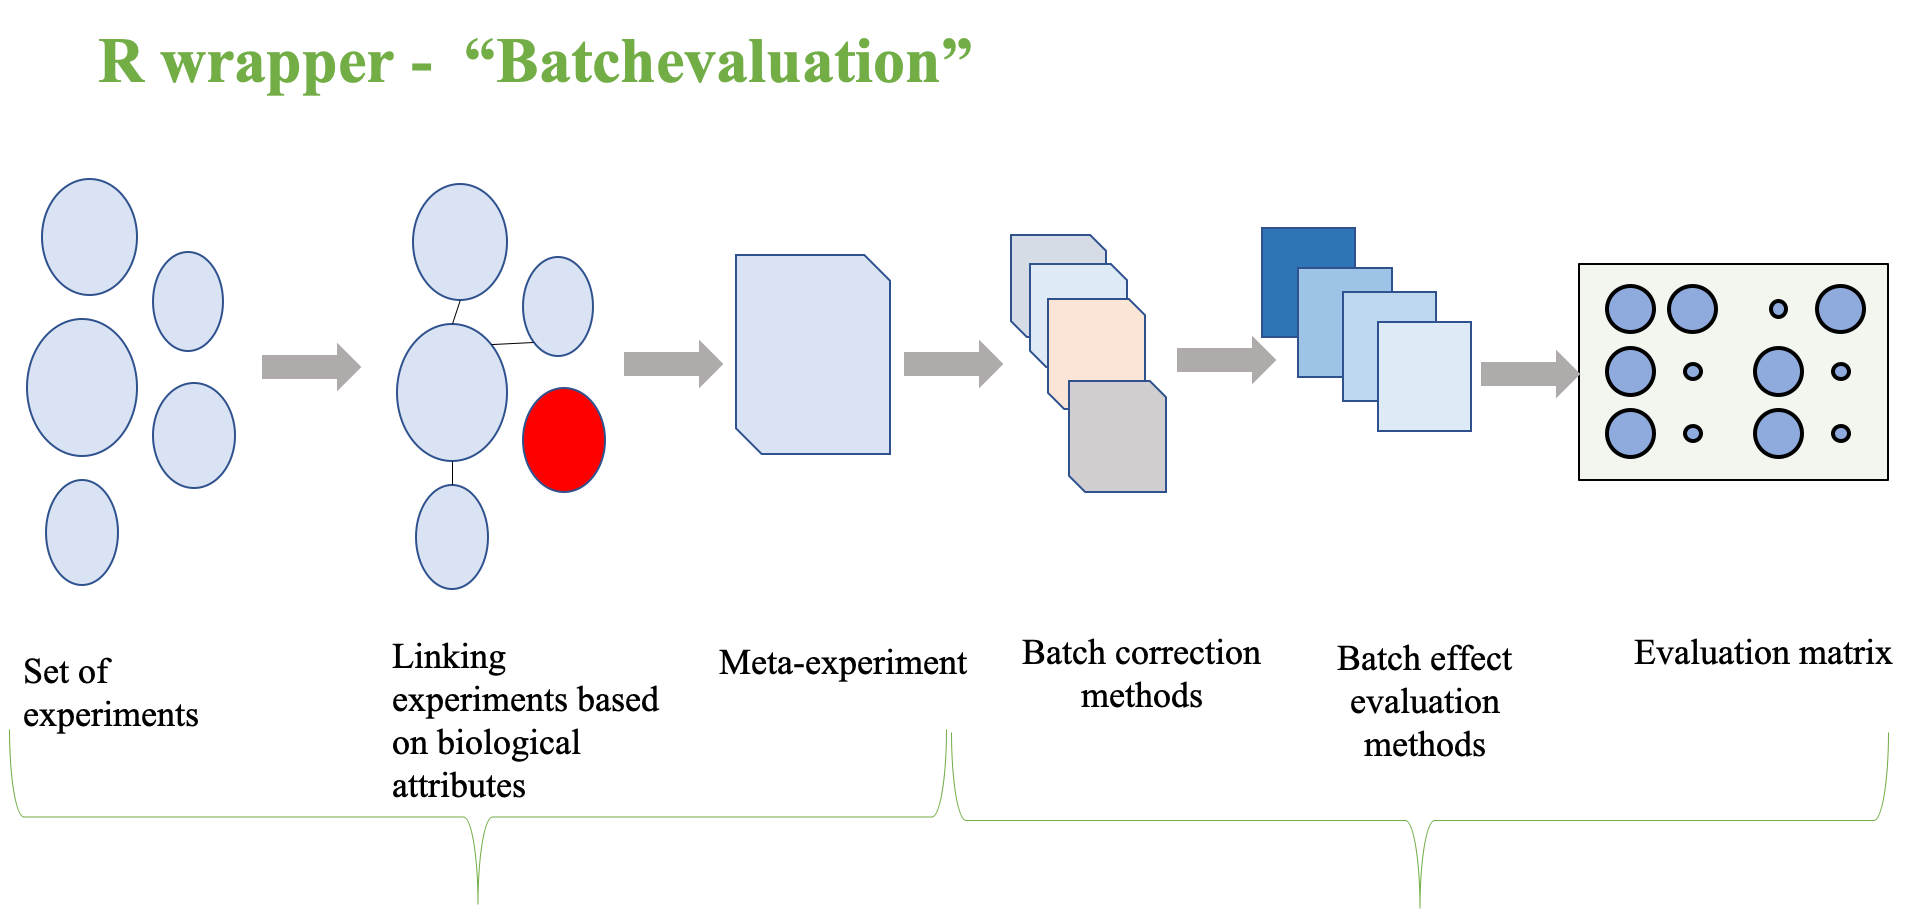 R wrapper - “Batchevaluation”
Set of
experiments
Linking
experiments based
on biological
attributes
Meta-experiment
Batch correction
methods
Batch effect
evaluation
methods
Evaluation matrix